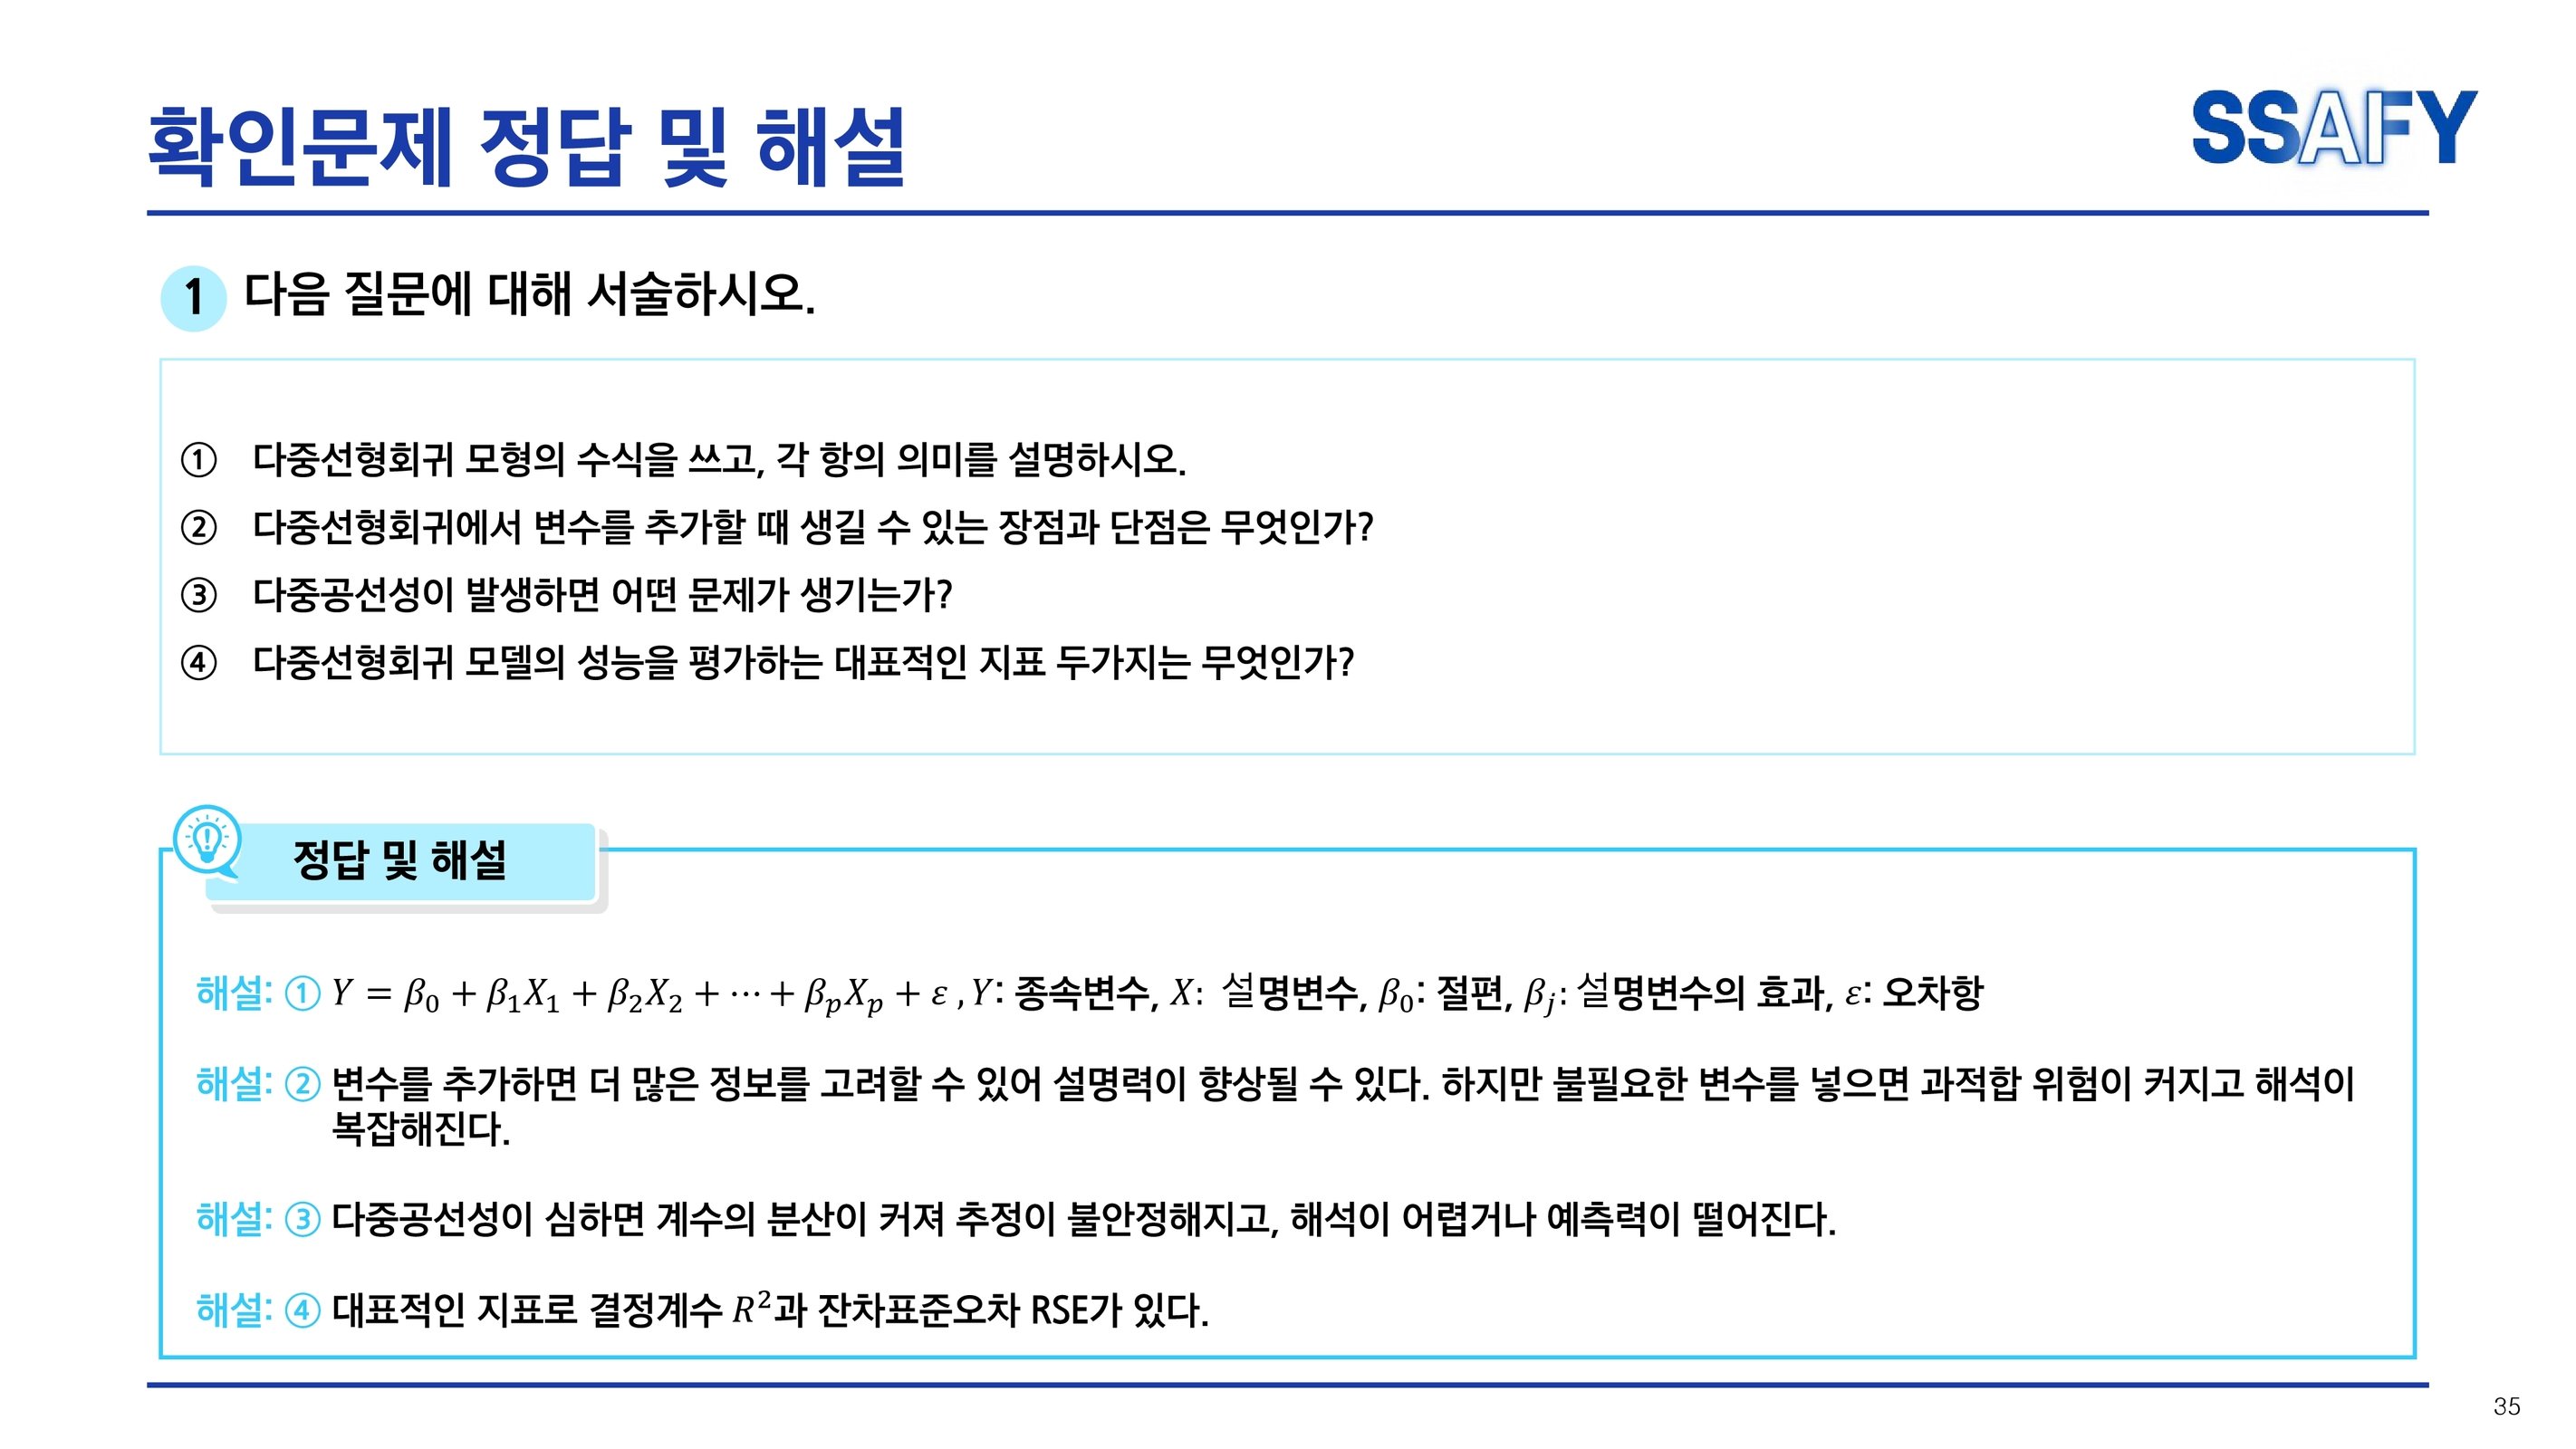 확인문제 정답 및 해설
SSAFY
1 다음 질문에 대해 서술하시오.
① 다중선형회귀 모형의 수식을 쓰고, 각 항의 의미를 설명하시오.
② 다중선형회귀에서 변수를 추가할 때 생길 수 있는 장점과 단점은 무엇인가?
③ 다중공선성이 발생하면 어떤 문제가 생기는가?
④ 다중선형회귀 모델의 성능을 평가하는 대표적인 지표 두가지는 무엇인가?
정답 및 해설
해설: ① Y = β₀ + β₁X₁ + β₂X₂ + ⋯ + βₚXₚ + ε , Y: 종속변수, X: 설명변수, β₀: 절편, βⱼ: 설명변수의 효과, ε: 오차항
해설: ② 변수를 추가하면 더 많은 정보를 고려할 수 있어 설명력이 향상될 수 있다. 하지만 불필요한 변수를 넣으면 과적합 위험이 커지고 해석이
복잡해진다.
해설: ③ 다중공선성이 심하면 계수의 분산이 커져 추정이 불안정해지고, 해석이 어렵거나 예측력이 떨어진다.
해설: ④ 대표적인 지표로 결정계수 R²과 잔차표준오차 RSE가 있다.
35